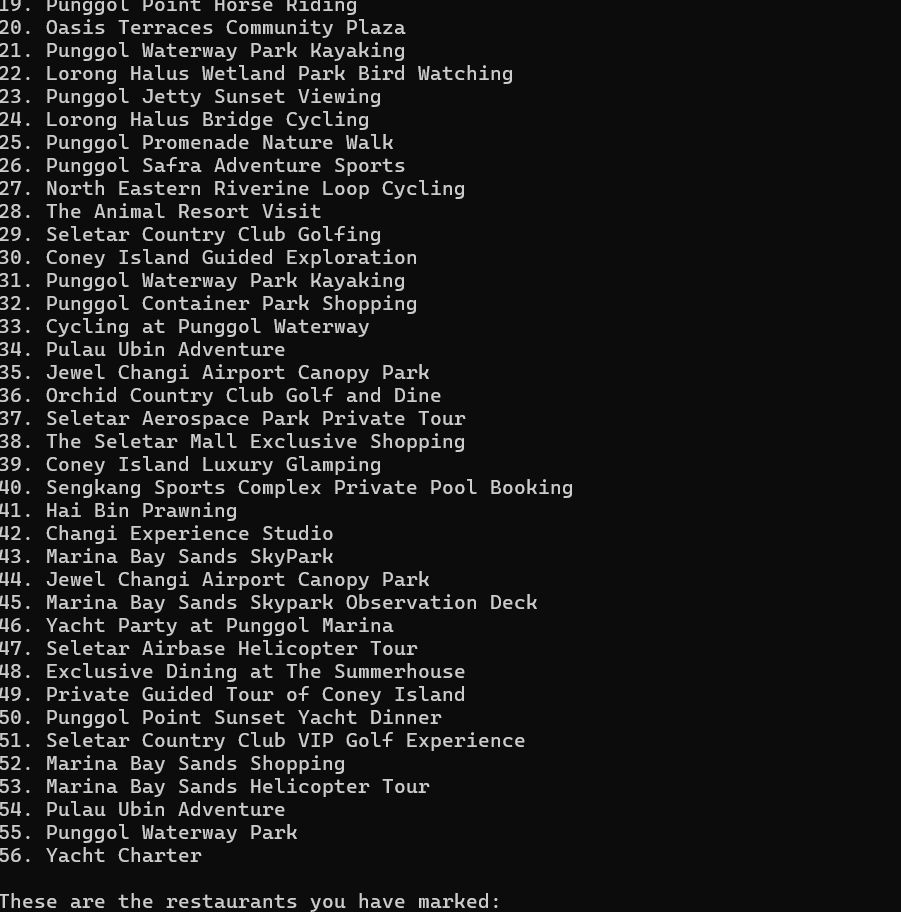 19. Punggol Point Horse Riding
20. Oasis Terraces Community Plaza
21. Punggol Waterway Park Kayaking
22. Lorong Halus Wetland Park Bird Watching
23. Punggol Jetty Sunset Viewing
24. Lorong Halus Bridge Cycling
25. Punggol Promenade Nature Walk
26. Punggol Safra Adventure Sports
27. North Eastern Riverine Loop Cycling
28. The Animal Resort Visit
29. Seletar Country Club Golfing
30. Coney Island Guided Exploration
31. Punggol Waterway Park Kayaking
32. Punggol Container Park Shopping
33. Cycling at Punggol Waterway
34. Pulau Ubin Adventure
35. Jewel Changi Airport Canopy Park
36. Orchid Country Club Golf and Dine
37. Seletar Aerospace Park Private Tour
38. The Seletar Mall Exclusive Shopping
39. Coney Island Luxury Glamping
40. Sengkang Sports Complex Private Pool Booking
41. Hai Bin Prawning
42. Changi Experience Studio
43. Marina Bay Sands SkyPark
44. Jewel Changi Airport Canopy Park
45. Marina Bay Sands Skypark Observation Deck
46. Yacht Party at Punggol Marina
47. Seletar Airbase Helicopter Tour
48. Exclusive Dining at The Summerhouse
49. Private Guided Tour of Coney Island
50. Punggol Point Sunset Yacht Dinner
51. Seletar Country Club VIP Golf Experience
52. Marina Bay Sands Shopping
53. Marina Bay Sands Helicopter Tour
54. Pulau Ubin Adventure
55. Punggol Waterway Park
56. Yacht Charter
These are the restaurants you have marked: